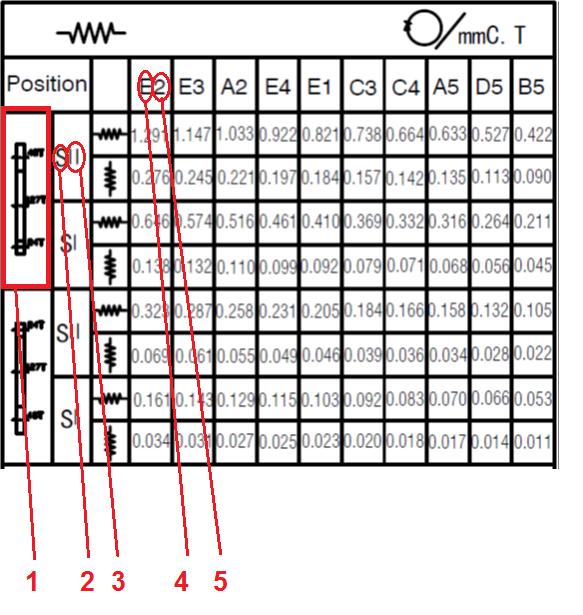 /mmC. T
Position E2 E3 A2 E4 E1 C3 C4 A5 D5 B5
48T
127T
24T
SII
1.291 1.147 1.033 0.922 0.821 0.738 0.664 0.633 0.527 0.422
0.276 0.245 0.221 0.197 0.184 0.157 0.142 0.135 0.113 0.090
SI
0.646 0.574 0.516 0.461 0.410 0.369 0.332 0.316 0.264 0.211
0.138 0.132 0.110 0.099 0.092 0.079 0.071 0.068 0.056 0.045
24T
127T
48T
SII
0.323 0.287 0.258 0.231 0.205 0.184 0.166 0.158 0.132 0.105
0.069 0.061 0.055 0.049 0.046 0.039 0.036 0.034 0.028 0.022
SI
0.161 0.143 0.129 0.115 0.103 0.092 0.083 0.070 0.066 0.053
0.034 0.031 0.027 0.025 0.023 0.020 0.018 0.017 0.014 0.011
1 2 3 4 5